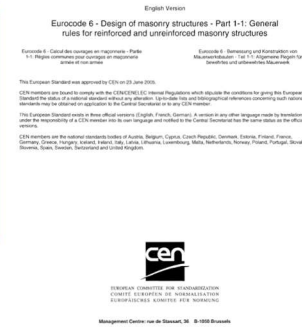 English Version
Eurocode 6 - Design of masonry structures - Part 1-1: General
rules for reinforced and unreinforced masonry structures
Eurocode 6 - Calcul des ouvrages en maçonnerie - Partie
1-1: Règles communes pour ouvrages en maçonnerie
armée et non armée
Eurocode 6 - Bemessung und Konstruktion von
Mauerwerksbauten - Teil 1-1: Allgemeine Regeln für
bewehrtes und unbewehrtes Mauerwerk
This European Standard was approved by CEN on 23 June 2005.
CEN members are bound to comply with the CEN/CENELEC Internal Regulations which stipulate the conditions for giving this European
Standard the status of a national standard without any alteration. Up-to-date lists and bibliographical references concerning such national
standards may be obtained on application to the Central Secretariat or to any CEN member.
This European Standard exists in three official versions (English, French, German). A version in any other language made by translation
under the responsibility of a CEN member into its own language and notified to the Central Secretariat has the same status as the official
versions.
CEN members are the national standards bodies of Austria, Belgium, Cyprus, Czech Republic, Denmark, Estonia, Finland, France,
Germany, Greece, Hungary, Iceland, Ireland, Italy, Latvia, Lithuania, Luxembourg, Malta, Netherlands, Norway, Poland, Portugal, Slovakia,
Slovenia, Spain, Sweden, Switzerland and United Kingdom.
cen
EUROPEAN COMMITTEE FOR STANDARDIZATION
COMITÉ EUROPÉEN DE NORMALISATION
EUROPÄISCHES KOMITEE FÜR NORMUNG
Management Centre: rue de Stassart, 36 B-1050 Brussels